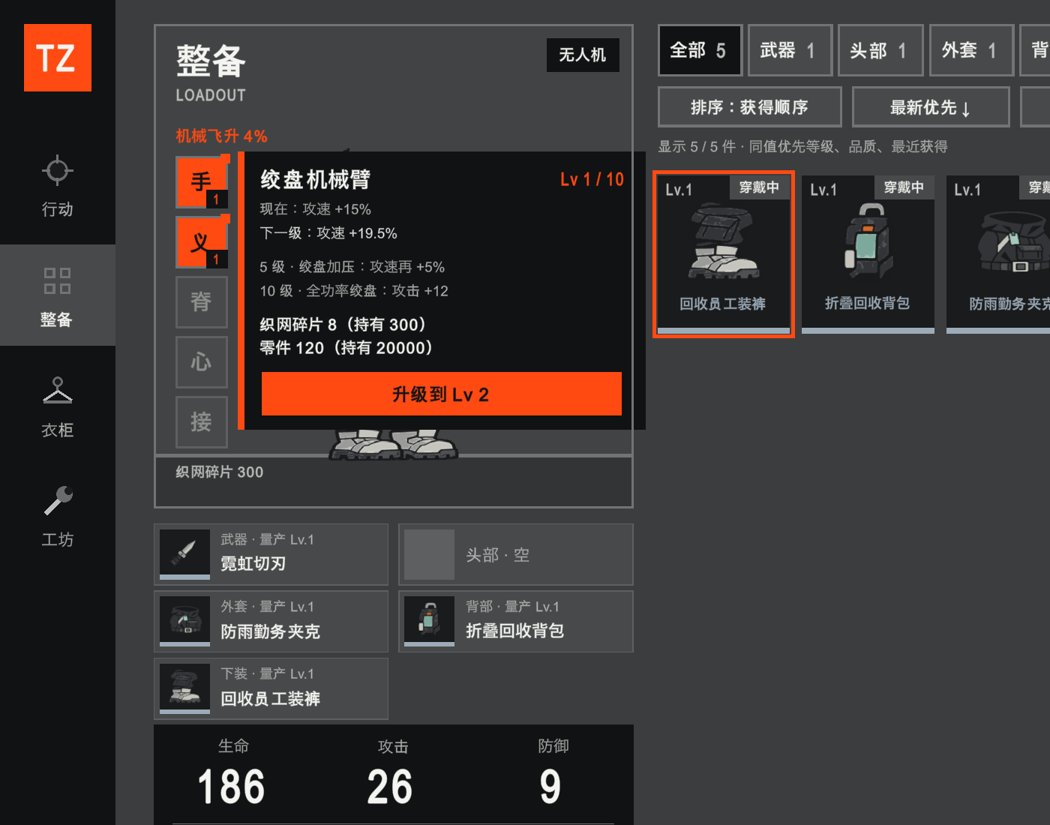 TZ
行动
整备
衣柜
工坊
整备
LOADOUT
无人机
机械飞升 4%
手
1
义
1
脊
心
接
绞盘机械臂
Lv 1 / 10
现在：攻速 +15%
下一级：攻速 +19.5%
5 级 · 绞盘加压：攻速再 +5%
10 级 · 全功率绞盘：攻击 +12
织网碎片 8（持有 300）
零件 120（持有 20000）
升级到 Lv 2
织网碎片 300
武器 · 量产 Lv.1
霓虹切刃
头部 · 空
外套 · 量产 Lv.1
防雨勤务夹克
背部 · 量产 Lv.1
折叠回收背包
下装 · 量产 Lv.1
回收员工装裤
生命
攻击
防御
186
26
9
全部 5
武器 1
头部 1
外套 1
背
排序：获得顺序
最新优先↓
显示 5 / 5 件 · 同值优先等级、品质、最近获得
Lv.1
穿戴中
回收员工装裤
Lv.1
穿戴中
折叠回收背包
Lv.1
穿戴
防雨勤务夹克